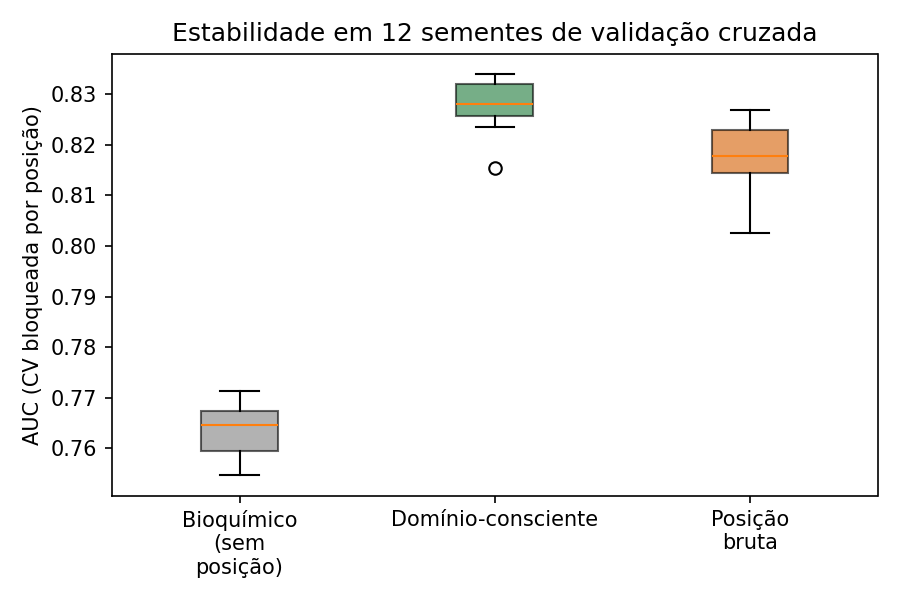 Estabilidade em 12 sementes de validação cruzada
AUC (CV bloqueada por posição)
0.83
0.82
0.81
0.80
0.79
0.78
0.77
0.76
Bioquímico
(sem
posição)
Domínio-consciente
Posição
bruta